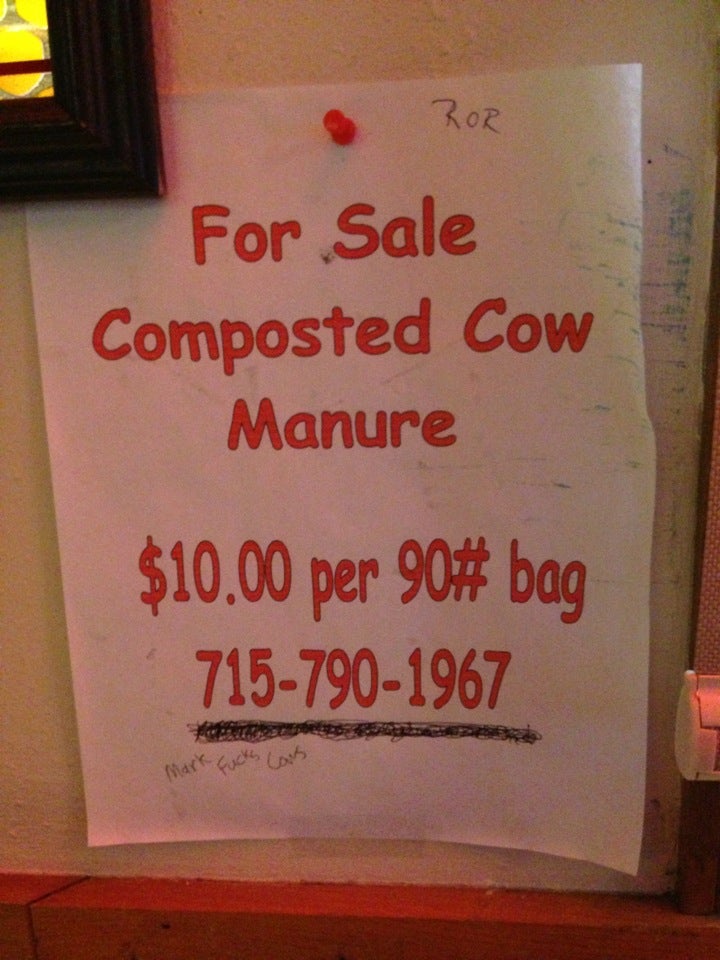 ROR
For Sale
Composted Cow
Manure
$10.00 per 90# bag
715-790-1967
Mark Fucks Cows